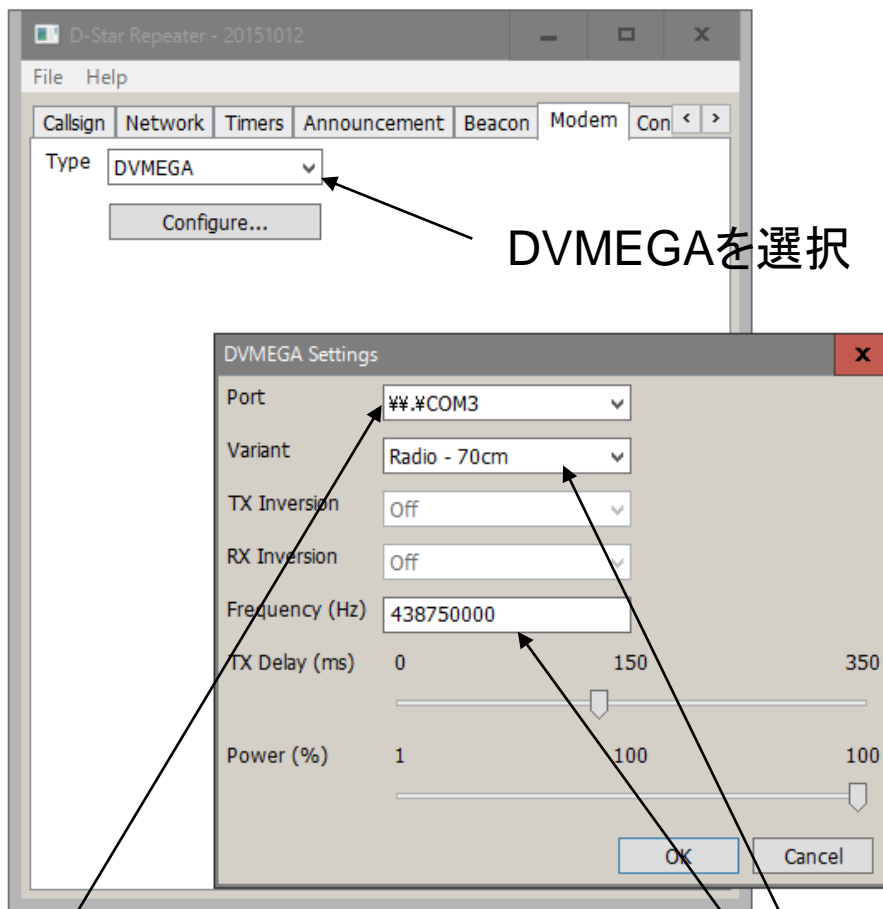 D-Star Repeater - 20151012
File Help
Callsign Network Timers Announcement Beacon Modem Con
Type DVMEGA
Configure...
DVMEGAを選択
DVMEGA Settings
Port ¥¥.¥COM3
Variant Radio - 70cm
TX Inversion Off
RX Inversion Off
Frequency (Hz) 438750000
TX Delay (ms) 0 150 350
Power (%) 1 100 100
OK Cancel